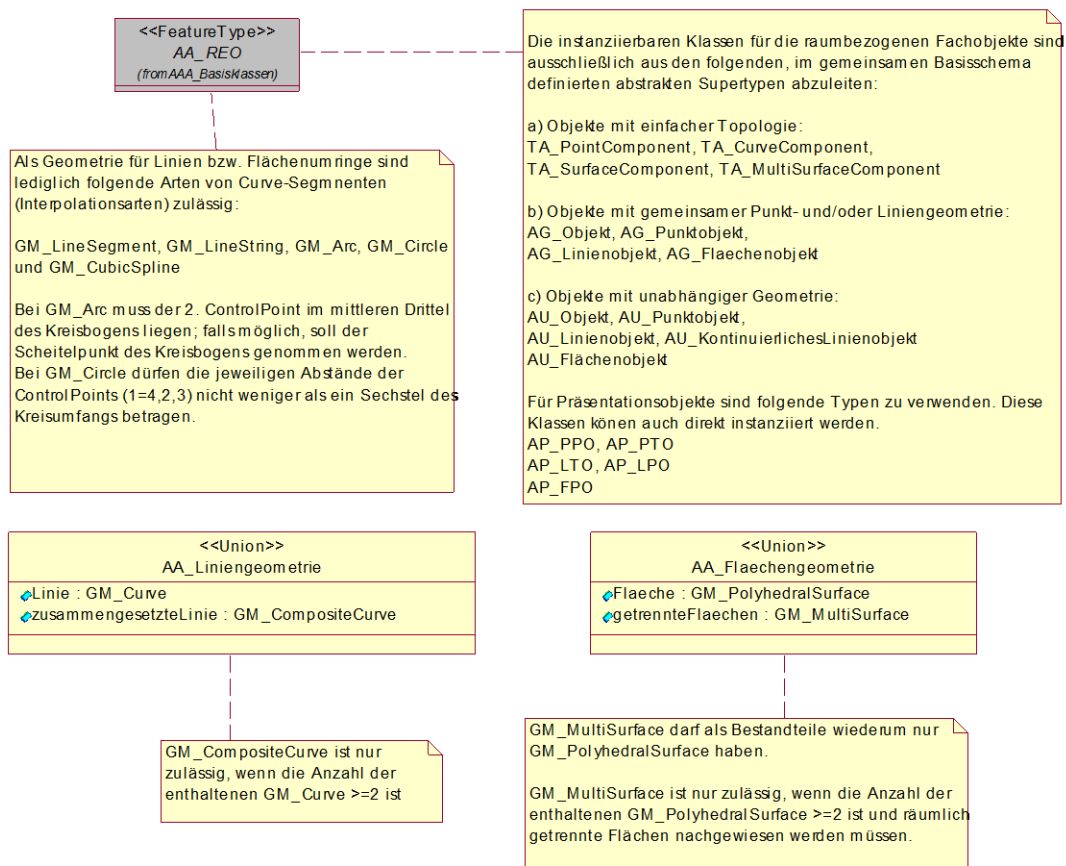 <<FeatureType>>
AA_REO
(from AAA_Basisklassen)
Die instanziierbaren Klassen für die raumbezogenen Fachobjekte sind
ausschließlich aus den folgenden, im gemeinsamen Basisschema
definierten abstrakten Supertypen abzuleiten:
a) Objekte mit einfacher Topologie:
TA_PointComponent, TA_CurveComponent,
TA_SurfaceComponent, TA_MultiSurfaceComponent
b) Objekte mit gemeinsamer Punkt- und/oder Liniengeometrie:
AG_Objekt, AG_Punktobjekt,
AG_Linienobjekt, AG_Flaechenobjekt
c) Objekte mit unabhängiger Geometrie:
AU_Objekt, AU_Punktobjekt,
AU_Linienobjekt, AU_KontinuierlichesLinienobjekt
AU_Flächenobjekt
Für Präsentationsobjekte sind folgende Typen zu verwenden. Diese
Klassen könen auch direkt instanziiert werden.
AP_PPO, AP_PTO
AP_LTO, AP_LPO
AP_FPO
Als Geometrie für Linien bzw. Flächenumringe sind
lediglich folgende Arten von Curve-Segmnenten
(Interpolationsarten) zulässig:
GM_LineSegment, GM_LineString, GM_Arc, GM_Circle
und GM_CubicSpline
Bei GM_Arc muss der 2. ControlPoint im mittleren Drittel
des Kreisbogens liegen; falls möglich, soll der
Scheitelpunkt des Kreisbogens genommen werden.
Bei GM_Circle dürfen die jeweiligen Abstände der
ControlPoints (1=4,2,3) nicht weniger als ein Sechstel des
Kreisumfangs betragen.
<<Union>>
AA_Liniengeometrie
Linie : GM_Curve
zusammengesetzteLinie : GM_CompositeCurve
<<Union>>
AA_Flaechengeometrie
Flaeche : GM_PolyhedralSurface
getrennteFlaechen : GM_MultiSurface
GM_CompositeCurve ist nur
zulässig, wenn die Anzahl der
enthaltenen GM_Curve >=2 ist
GM_MultiSurface darf als Bestandteile wiederum nur
GM_PolyhedralSurface haben.
GM_MultiSurface ist nur zulässig, wenn die Anzahl der
enthaltenen GM_PolyhedralSurface >=2 ist und räumlich
getrennte Flächen nachgewiesen werden müssen.